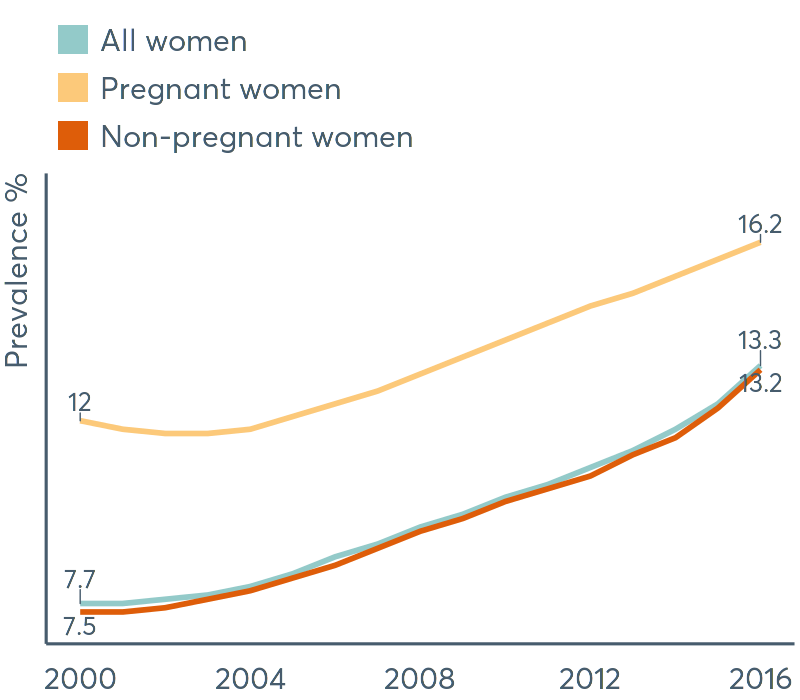 All women
Pregnant women
Non-pregnant women
Prevalence %
16.2
13.3
13.2
12
7.7
7.5
2000 2004 2008 2012 2016